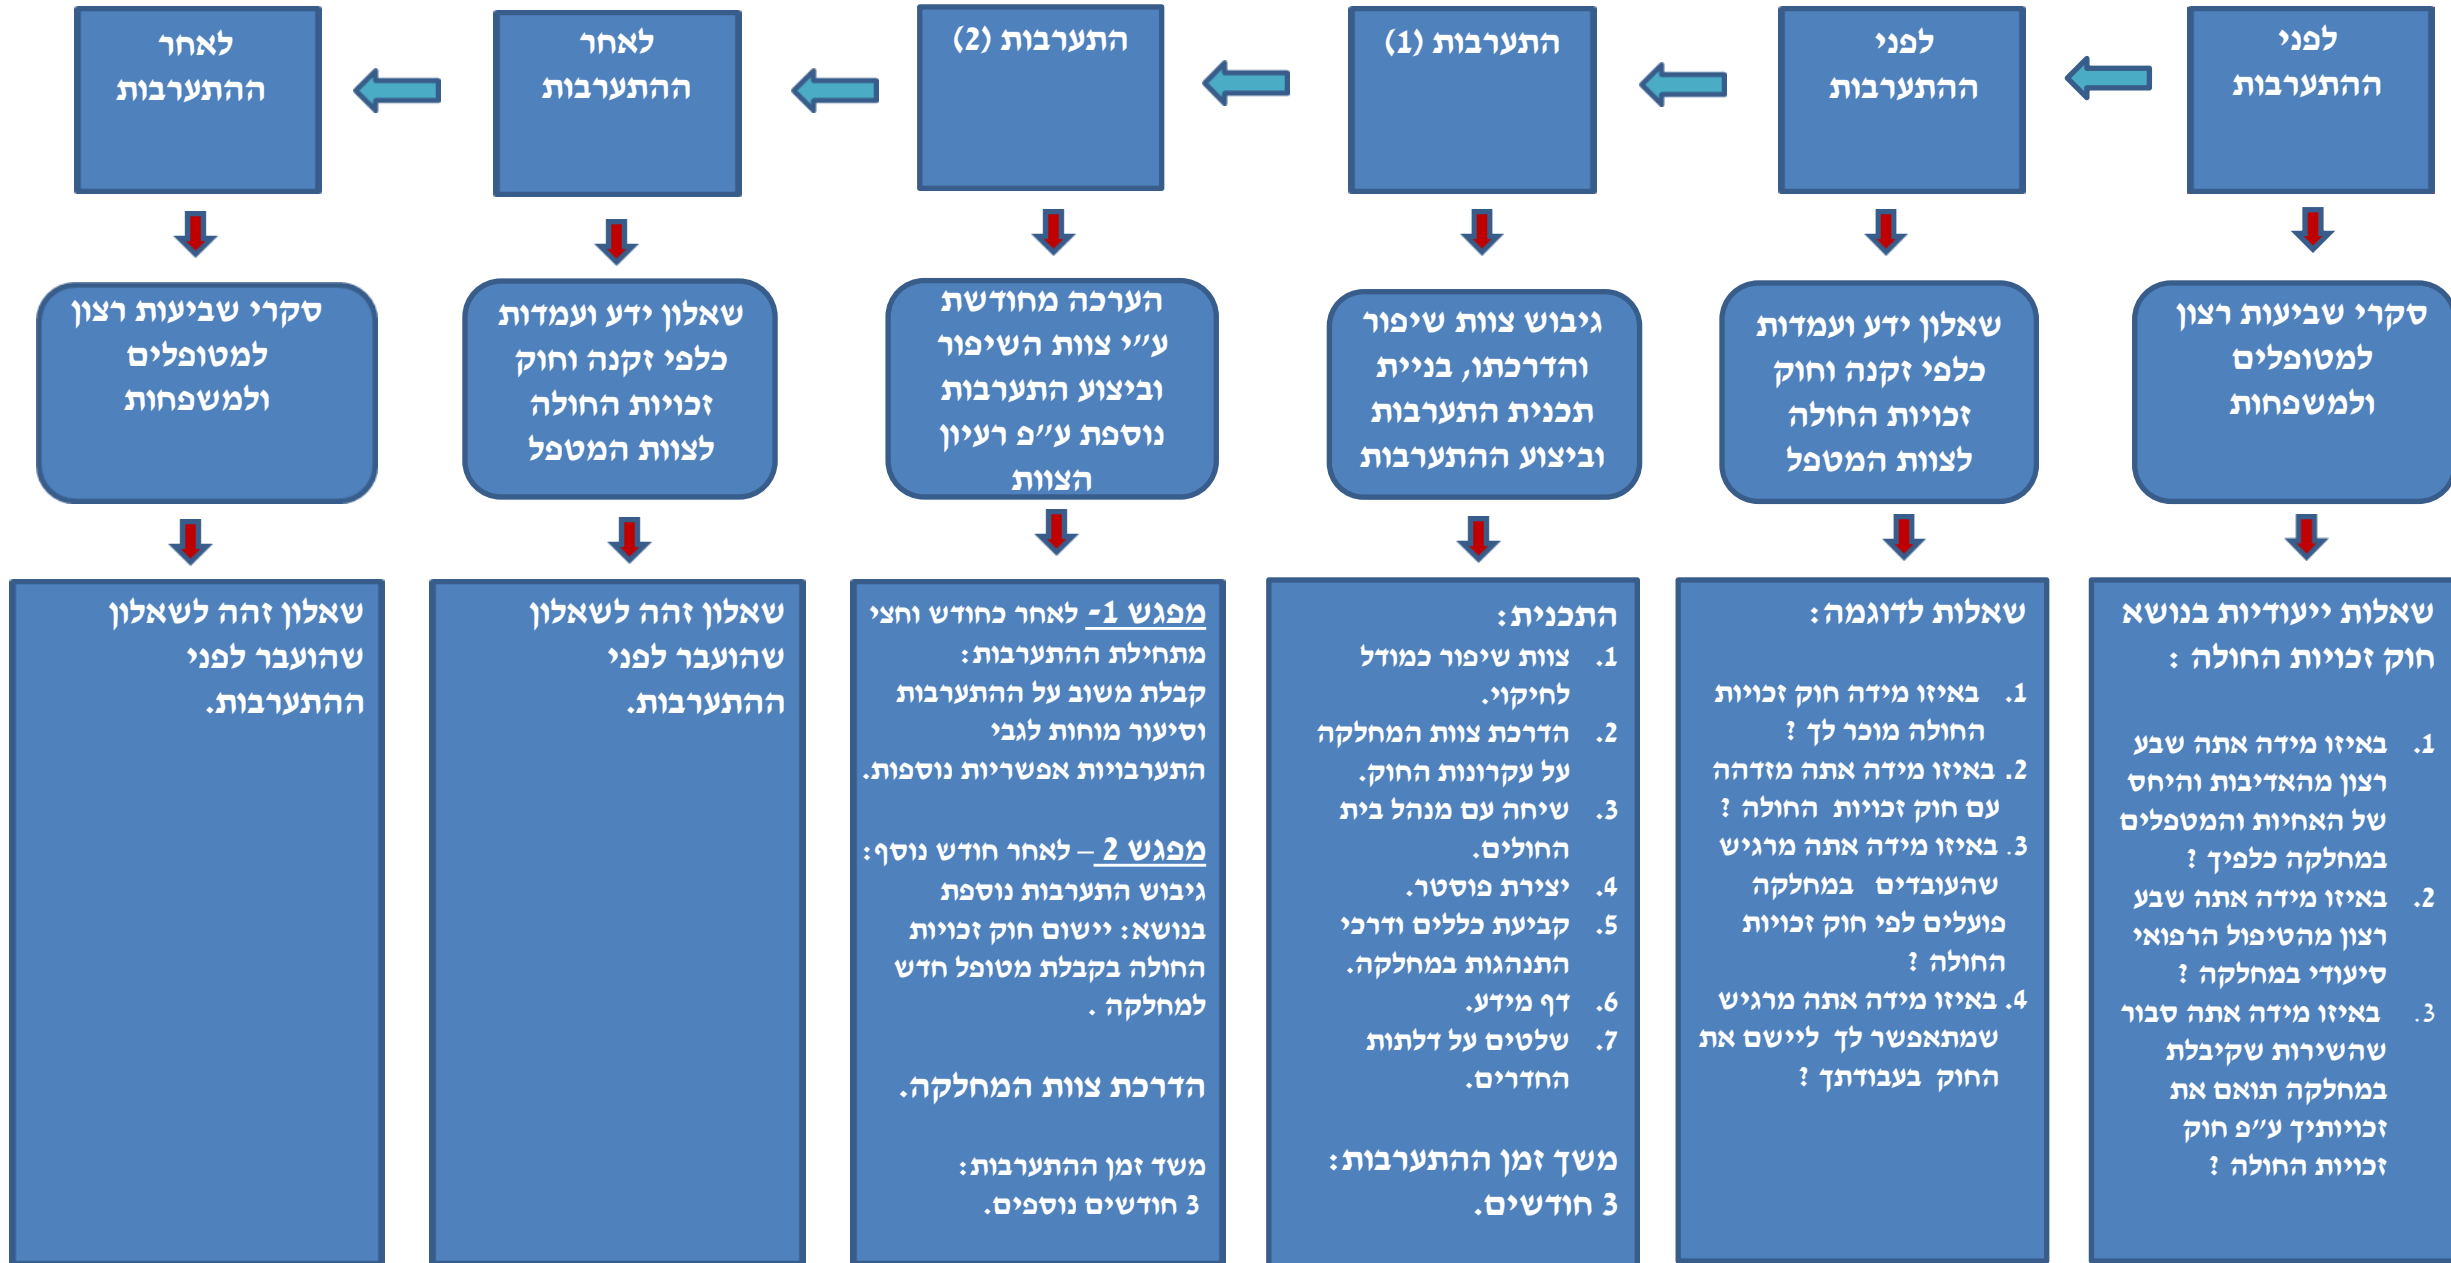 לפני
ההתערבות
לפני
ההתערבות
התערבות (1)
התערבות (2)
לאחר
ההתערבות
לאחר
ההתערבות
סקרי שביעות רצון
למטופלים
ולמשפחות
שאלון ידע ועמדות
כלפי זקנה וחוק
זכויות החולה
לצוות המטפל
גיבוש צוות שיפור
והדרכתו, בניית
תכנית התערבות
וביצוע ההתערבות
הערכה מחודשת
ע"י צוות השיפור
וביצוע התערבות
נוספת ע"פ רעיון
הצוות
שאלון ידע ועמדות
כלפי זקנה וחוק
זכויות החולה
לצוות המטפל
סקרי שביעות רצון
למטופלים
ולמשפחות
שאלות ייעודיות בנושא
חוק זכויות החולה :
1. באיזו מידה אתה שבע
רצון מהאדיבות והיחס
של האחיות והמטפלים
במחלקה כלפיך ?
2. באיזו מידה אתה שבע
רצון מהטיפול הרפואי
סיעודי במחלקה ?
3. באיזו מידה אתה סבור
שהשירות שקיבלת
במחלקה תואם את
זכויותיך ע"פ חוק
זכויות החולה ?
שאלות לדוגמה:
1. באיזו מידה חוק זכויות
החולה מוכר לך ?
2. באיזו מידה אתה מזדהה
עם חוק זכויות החולה ?
3. באיזו מידה אתה מרגיש
שהעובדים במחלקה
פועלים לפי חוק זכויות
החולה ?
4. באיזו מידה אתה מרגיש
שמתאפשר לך ליישם את
החוק בעבודתך ?
התכנית:
1. צוות שיפור כמודל
לחיקוי.
2. הדרכת צוות המחלקה
על עקרונות החוק.
3. שיחה עם מנהל בית
החולים.
4. יצירת פוסטר.
5. קביעת כללים ודרכי
התנהגות במחלקה.
6. דף מידע.
7. שלטים על דלתות
החדרים.
משך זמן ההתערבות:
3 חודשים.
מפגש 1- לאחר כחודש וחצי
מתחילת ההתערבות:
קבלת משוב על ההתערבות
וסיעור מוחות לגבי
התערבויות אפשריות נוספות.
מפגש 2 – לאחר חודש נוסף:
גיבוש התערבות נוספת
בנושא: יישום חוק זכויות
החולה בקבלת מטופל חדש
למחלקה .
הדרכת צוות המחלקה.
משד זמן ההתערבות:
3 חודשים נוספים.
שאלון זהה לשאלון
שהועבר לפני
ההתערבות.
שאלון זהה לשאלון
שהועבר לפני
ההתערבות.